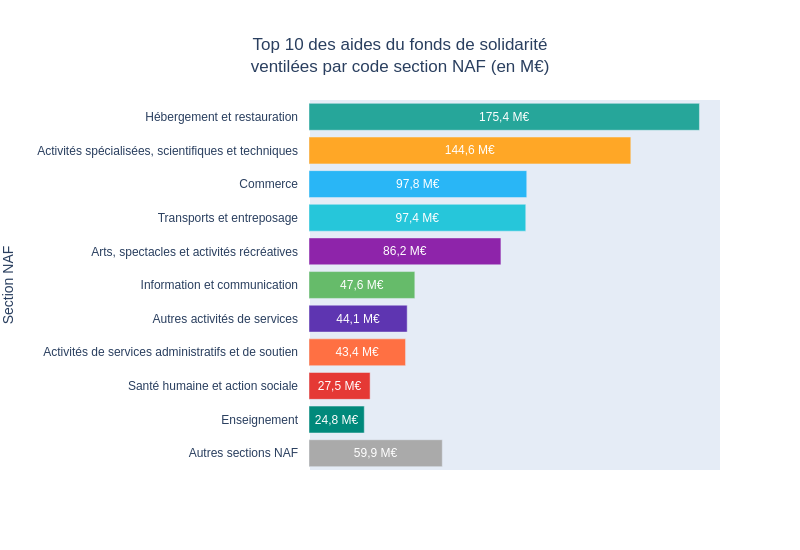 Top 10 des aides du fonds de solidarité
ventilées par code section NAF (en M€)
Section NAF
Hébergement et restauration 175,4 M€
Activités spécialisées, scientifiques et techniques 144,6 M€
Commerce 97,8 M€
Transports et entreposage 97,4 M€
Arts, spectacles et activités récréatives 86,2 M€
Information et communication 47,6 M€
Autres activités de services 44,1 M€
Activités de services administratifs et de soutien 43,4 M€
Santé humaine et action sociale 27,5 M€
Enseignement 24,8 M€
Autres sections NAF 59,9 M€